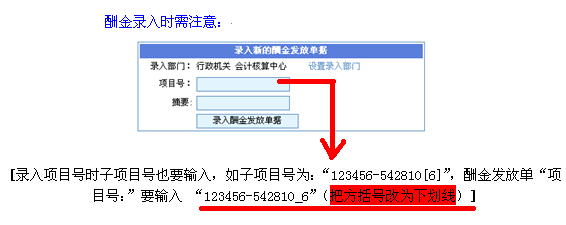 酬金录入时需注意：
录入新的酬金发放单据
录入部门： 行政机关 会计核算中心 设置录入部门
项目号：
摘要：
录入酬金发放单据
[录入项目号时子项目号也要输入，如子项目号为：“123456-542810[6]”，酬金发放单“项
目号：”要输入 “123456-542810_6”(把方括号改为下划线) ]